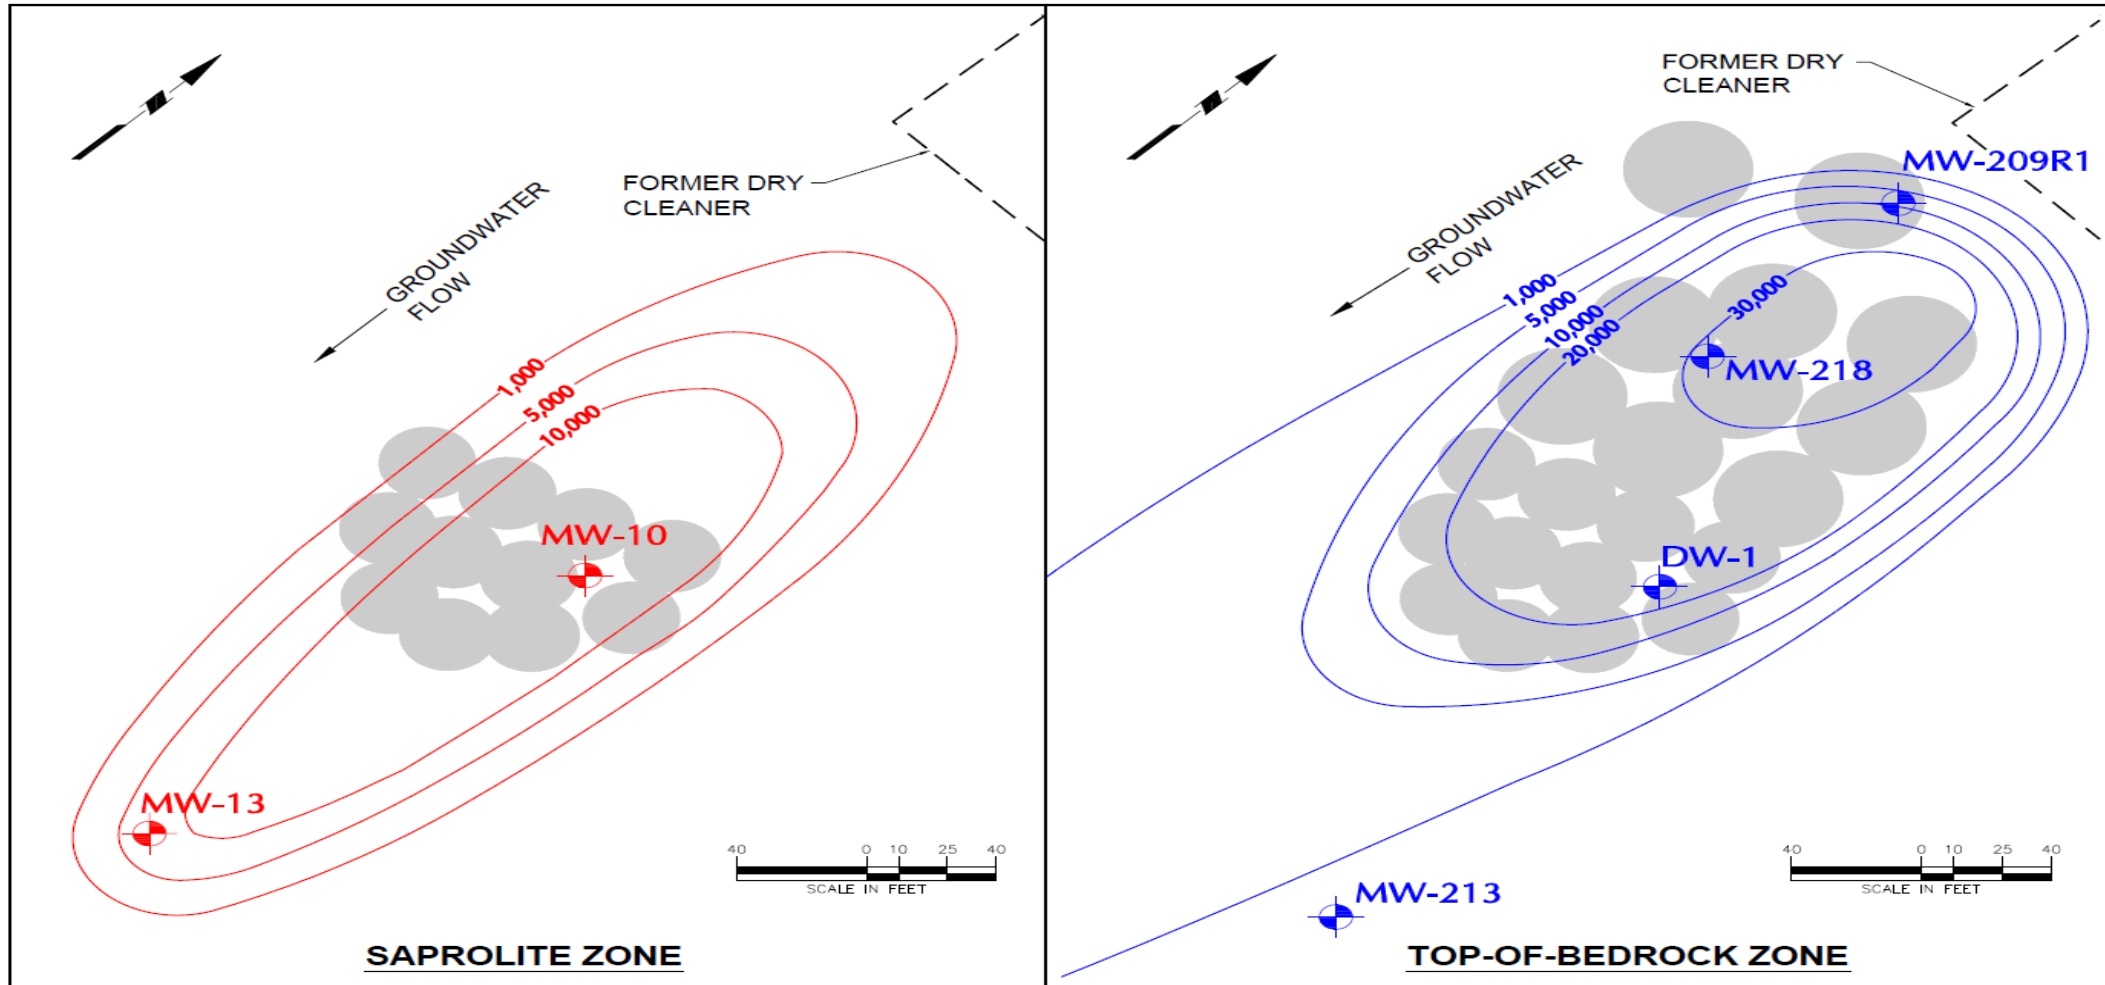 FORMER DRY
CLEANER
GROUNDWATER
FLOW
1,000
5,000
10,000
MW-10
MW-13
40 0 10 25 40
SCALE IN FEET
SAPROLITE ZONE
FORMER DRY
CLEANER
MW-209R1
GROUNDWATER
FLOW
1,000
5,000
10,000
20,000
30,000
MW-218
DW-1
40 0 10 25 40
SCALE IN FEET
MW-213
TOP-OF-BEDROCK ZONE